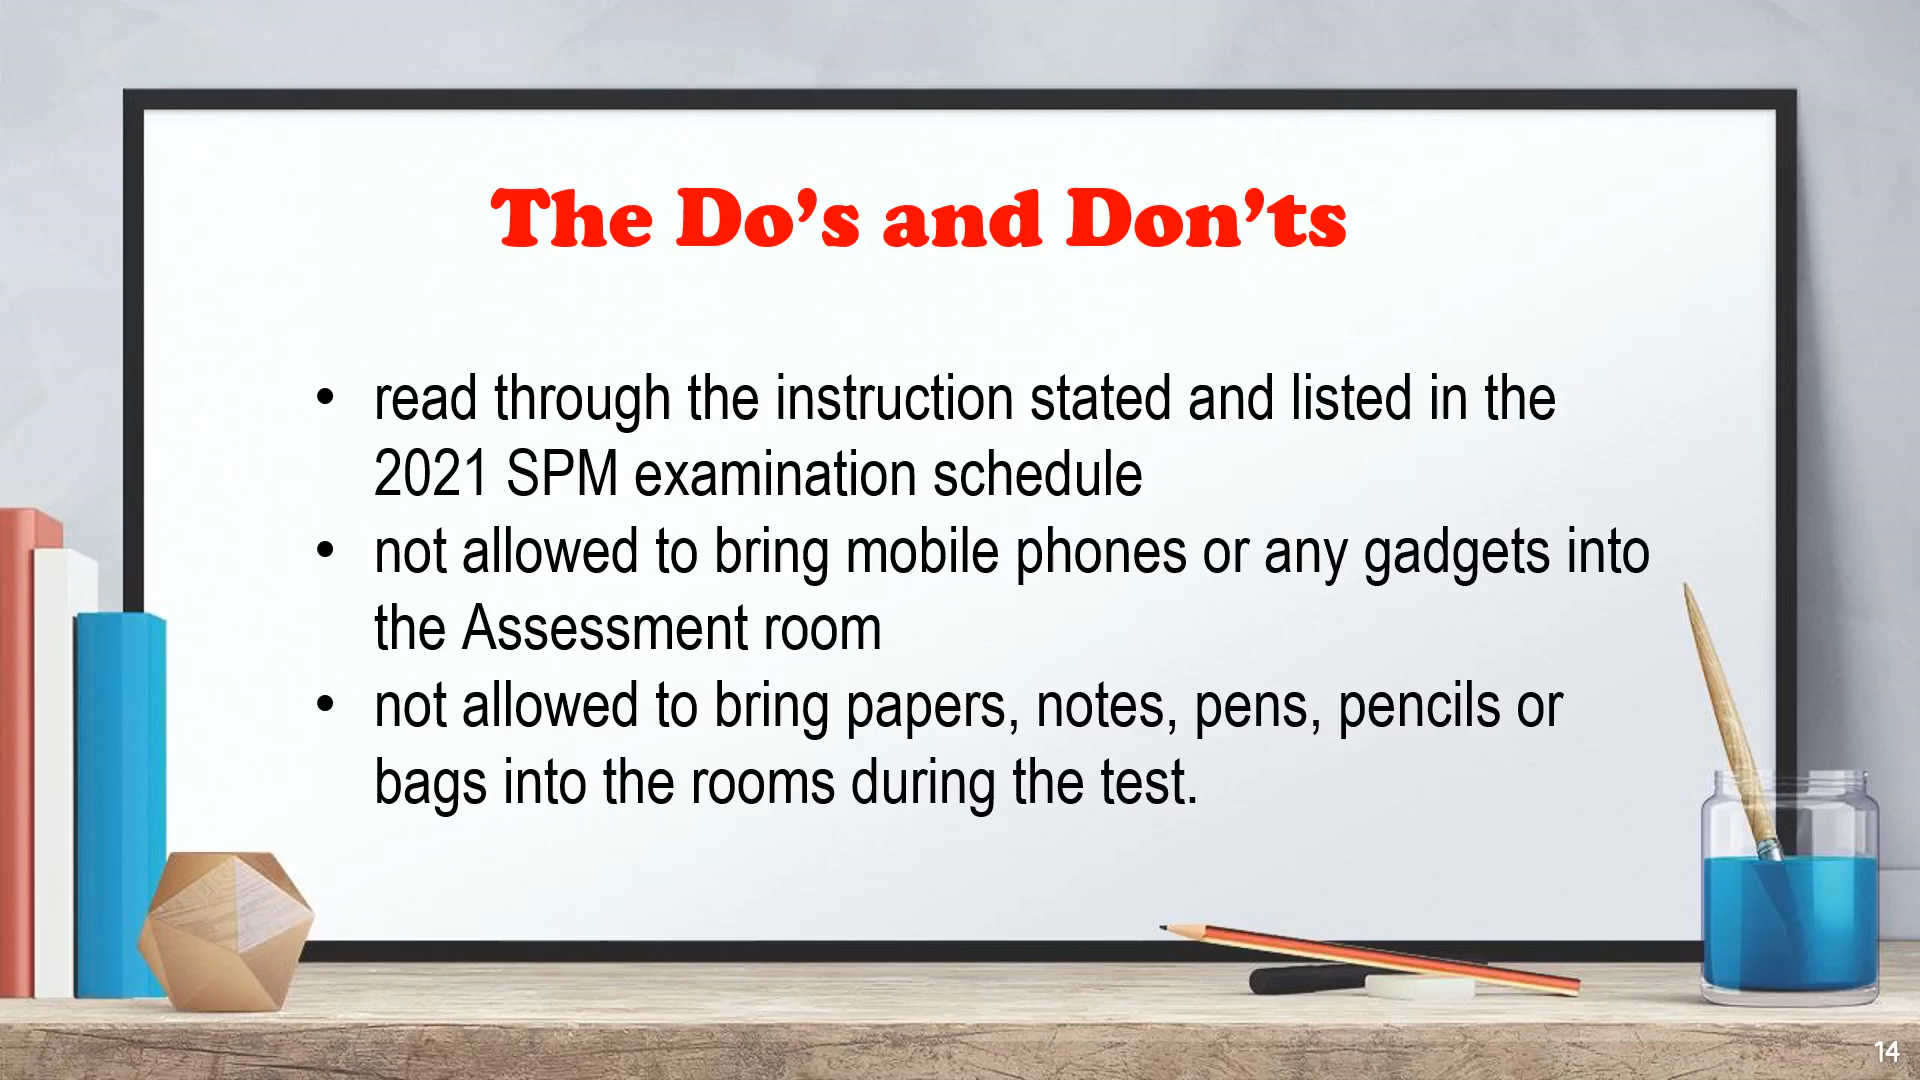 The Do’s and Don’ts
• read through the instruction stated and listed in the
2021 SPM examination schedule
• not allowed to bring mobile phones or any gadgets into
the Assessment room
• not allowed to bring papers, notes, pens, pencils or
bags into the rooms during the test.
14